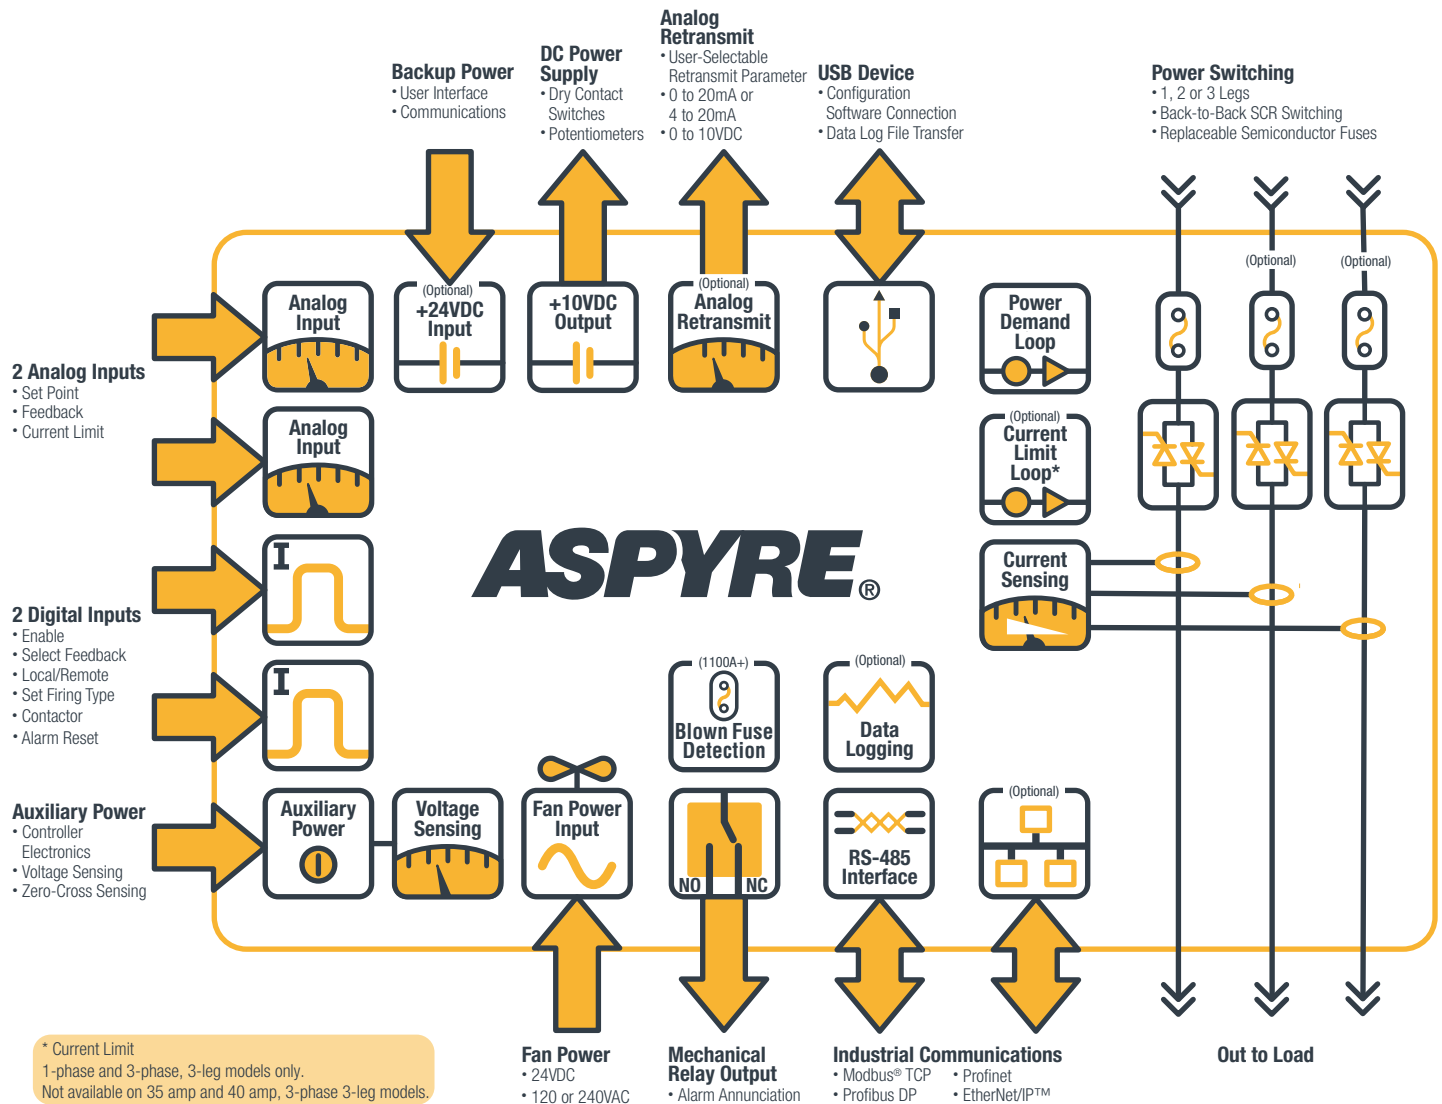 Backup Power
• User Interface
• Communications
DC Power
Supply
• Dry Contact
Switches
• Potentiometers
Analog
Retransmit
• User-Selectable
Retransmit Parameter
• 0 to 20mA or
4 to 20mA
• 0 to 10VDC
USB Device
• Configuration
Software Connection
• Data Log File Transfer
Power Switching
• 1, 2 or 3 Legs
• Back-to-Back SCR Switching
• Replaceable Semiconductor Fuses
2 Analog Inputs
• Set Point
• Feedback
• Current Limit
Analog
Input
(Optional)
+24VDC
Input
+10VDC
Output
(Optional)
Analog
Retransmit
Power
Demand
Loop
(Optional)
(Optional)
Analog
Input
(Optional)
Current
Limit
Loop*
ASPYRE®
Current
Sensing
2 Digital Inputs
• Enable
• Select Feedback
• Local/Remote
• Set Firing Type
• Contactor
• Alarm Reset
I
I
(1100A+)
Blown Fuse
Detection
(Optional)
Data
Logging
Auxiliary Power
• Controller
Electronics
• Voltage Sensing
• Zero-Cross Sensing
Auxiliary
Power
Voltage
Sensing
Fan Power
Input
NO
NC
RS-485
Interface
(Optional)
* Current Limit
1-phase and 3-phase, 3-leg models only.
Not available on 35 amp and 40 amp, 3-phase 3-leg models.
Fan Power
• 24VDC
• 120 or 240VAC
Mechanical
Relay Output
• Alarm Annunciation
Industrial Communications
• Modbus® TCP
• Profibus DP
• Profinet
• EtherNet/IP™
Out to Load